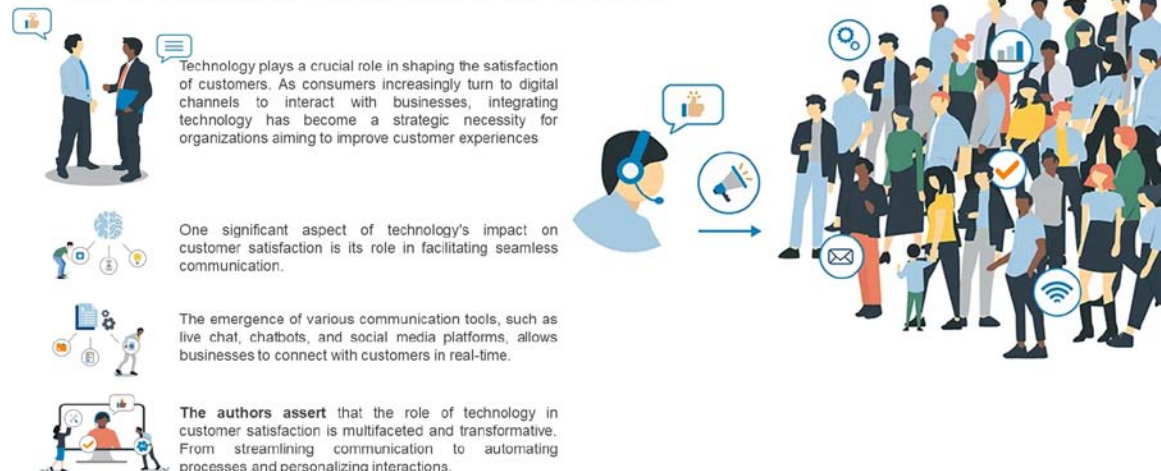 Technology plays a crucial role in shaping the satisfaction
of customers. As consumers increasingly turn to digital
channels to interact with businesses, integrating
technology has become a strategic necessity for
organizations aiming to improve customer experiences
One significant aspect of technology's impact on
customer satisfaction is its role in facilitating seamless
communication.
The emergence of various communication tools, such as
live chat, chatbots, and social media platforms, allows
businesses to connect with customers in real-time.
The authors assert that the role of technology in
customer satisfaction is multifaceted and transformative.
From streamlining communication to automating
processes and personalizing interactions.